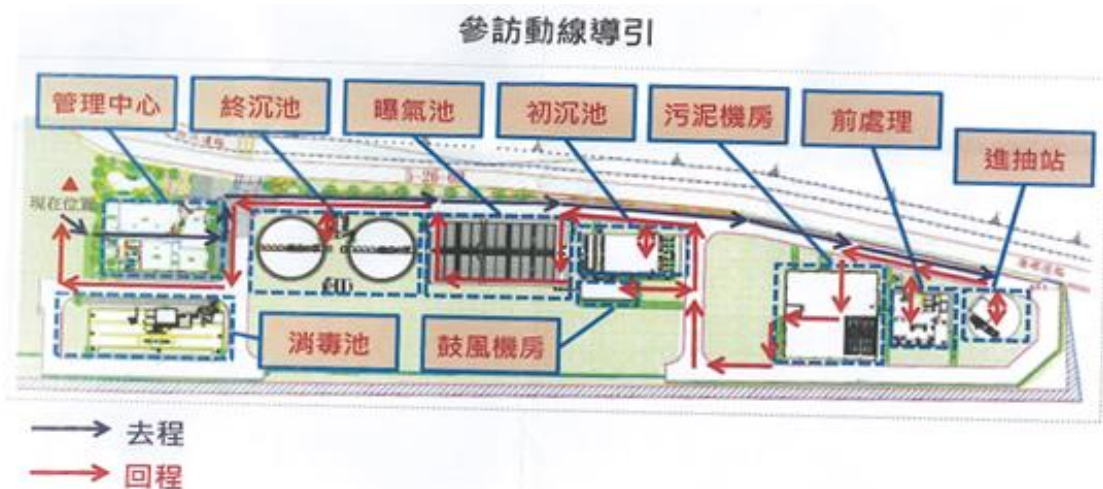 參訪動線導引
管理中心
終沉池
曝氣池
初沉池
污泥機房
前處理
進抽站
現在位置
消毒池
鼓風機房
去程
回程